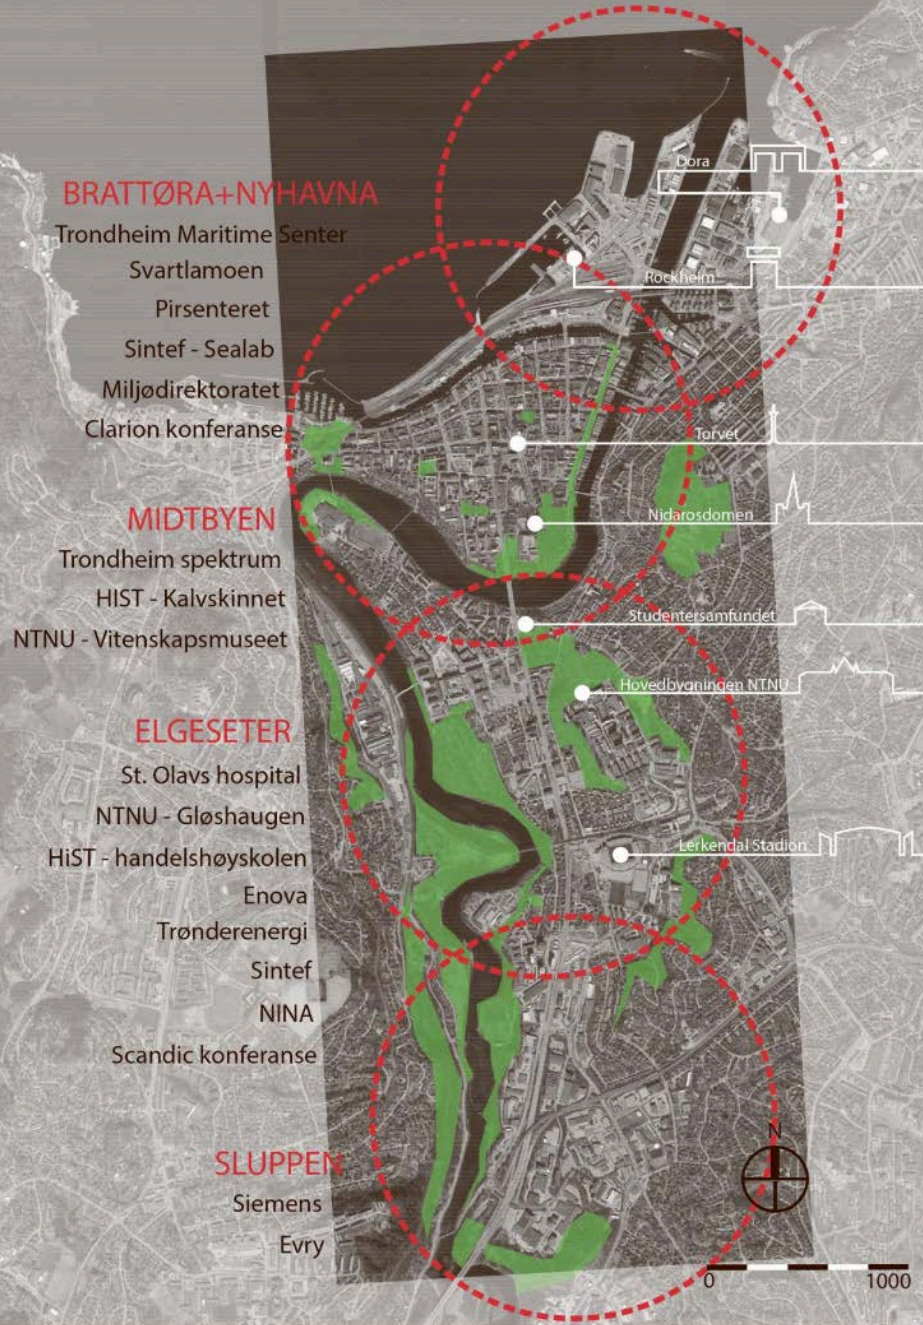 BRATTØRA+NYHAVNA
Trondheim Maritime Senter
Svartlamoen
Pirsenteret
Sintef - Sealab
Miljødirektoratet
Clarion konferanse
MIDTBYEN
Trondheim spektrum
HIST - Kalvskinnet
NTNU - Vitenskapsmuseet
ELGESETER
St. Olavs hospital
NTNU - Gløshaugen
HiST - handelshøyskolen
Enova
Trønderenergi
Sintef
NINA
Scandic konferanse
SLUPPEN
Siemens
Evry
Dora
Rockheim
Torvet
Nidarosdomen
Studentersamfundet
Hovedbygningen NTNU
Lerkendal Stadion
N
0 1000